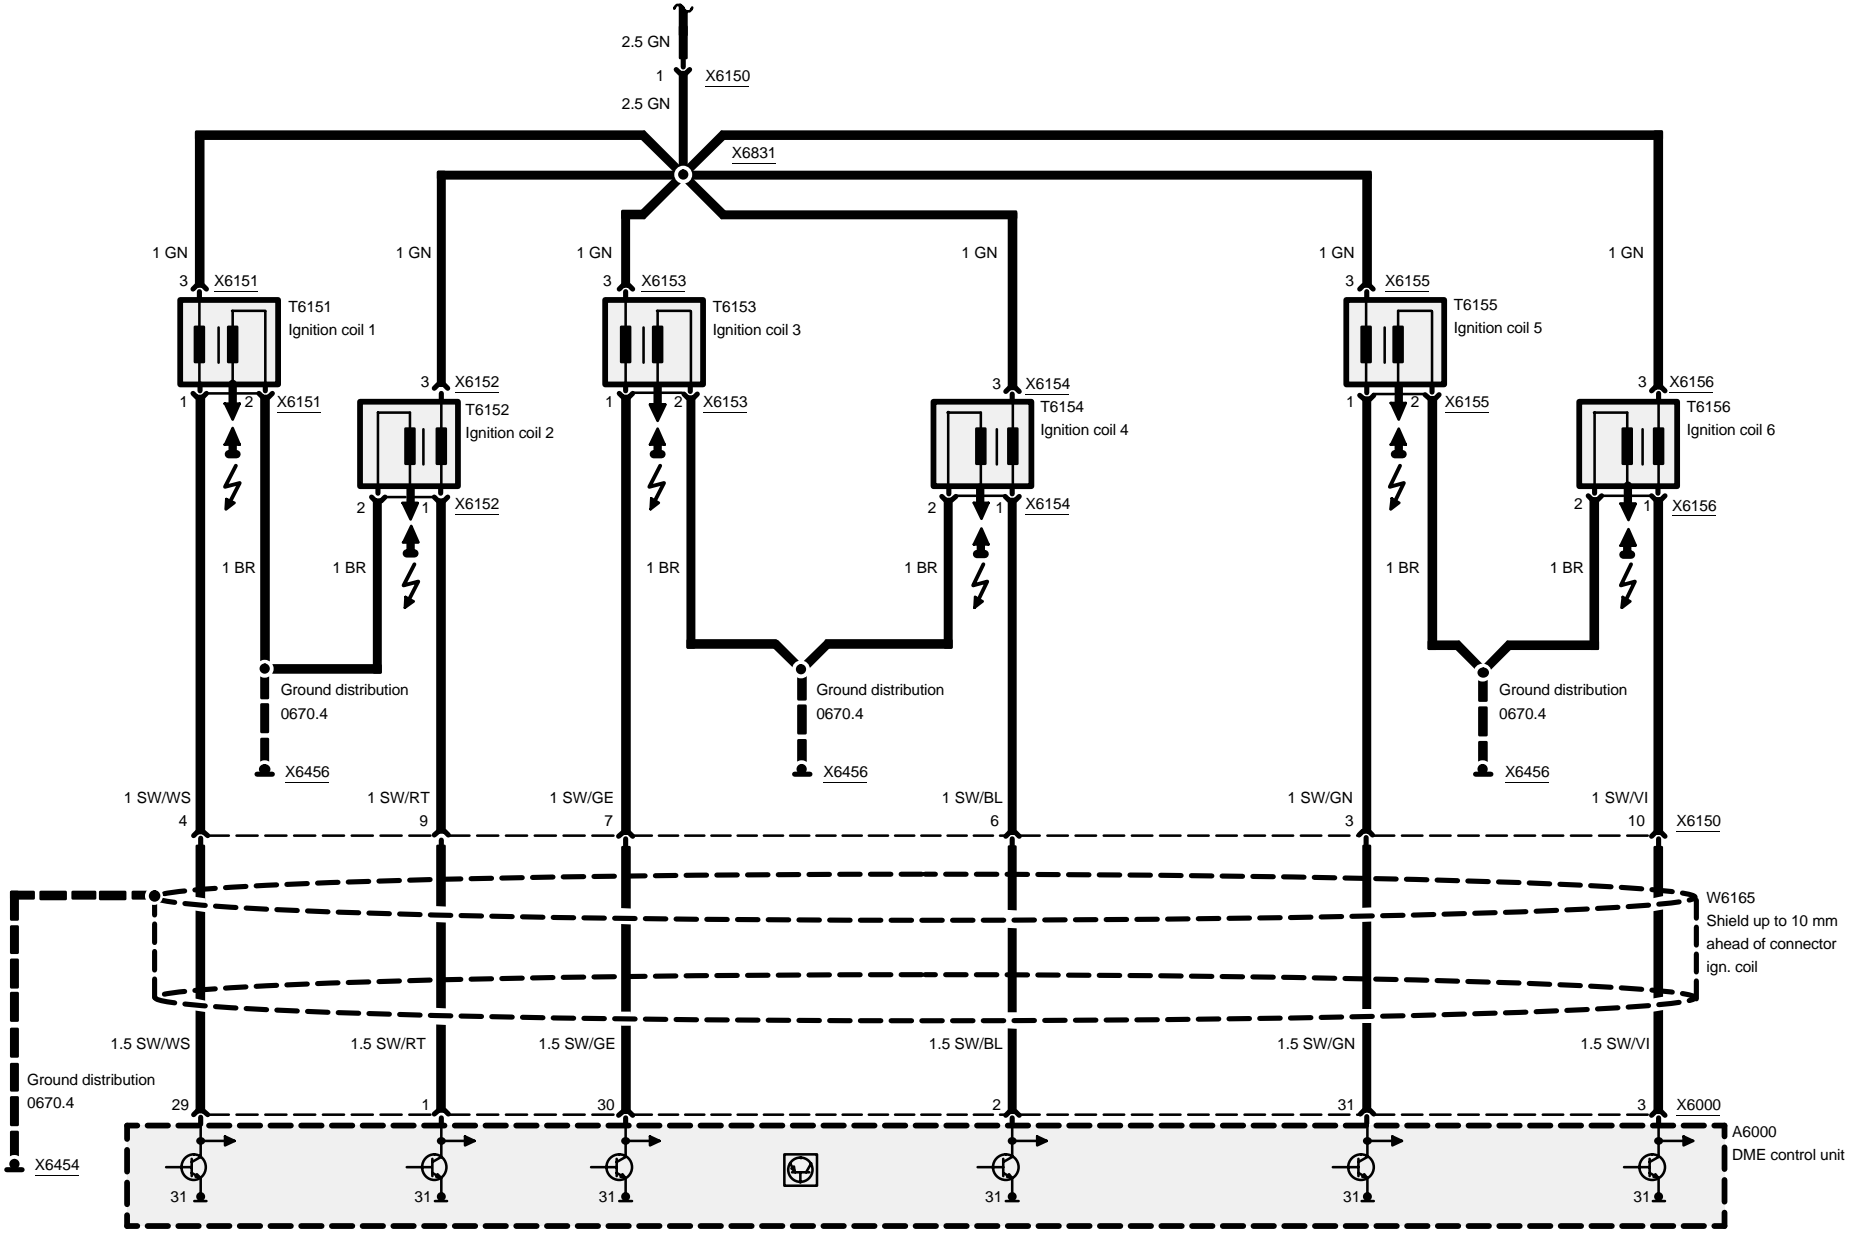 2.5 GN
1 X6150
2.5 GN
X6831
1 GN 1 GN 1 GN 1 GN 1 GN 1 GN
3 X6151 3 X6153 3 X6155
T6151 T6153 T6155
Ignition coil 1 Ignition coil 3 Ignition coil 5
3 X6152 3 X6154 3 X6156
1 2 X6151 1 2 X6153 1 2 X6155
T6152 T6154 T6156
Ignition coil 2 Ignition coil 4 Ignition coil 6
2 1 X6152 2 1 X6154 2 1 X6156
1 BR 1 BR 1 BR 1 BR 1 BR 1 BR
Ground distribution Ground distribution Ground distribution
0670.4 0670.4 0670.4
X6456 X6456 X6456
1 SW/WS 1 SW/RT 1 SW/GE 1 SW/BL 1 SW/GN 1 SW/VI
4 9 7 6 3 10 X6150
W6165
Shield up to 10 mm
ahead of connector
ign. coil
1.5 SW/WS 1.5 SW/RT 1.5 SW/GE 1.5 SW/BL 1.5 SW/GN 1.5 SW/VI
Ground distribution
0670.4
29 1 30 2 31 3 X6000
A6000
DME control unit
X6454
31 31 31 31 31 31